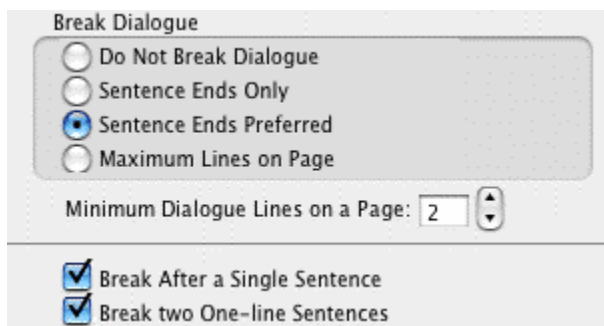 Break Dialogue
Do Not Break Dialogue
Sentence Ends Only
Sentence Ends Preferred
Maximum Lines on Page
Minimum Dialogue Lines on a Page: 2
Break After a Single Sentence
Break two One-line Sentences